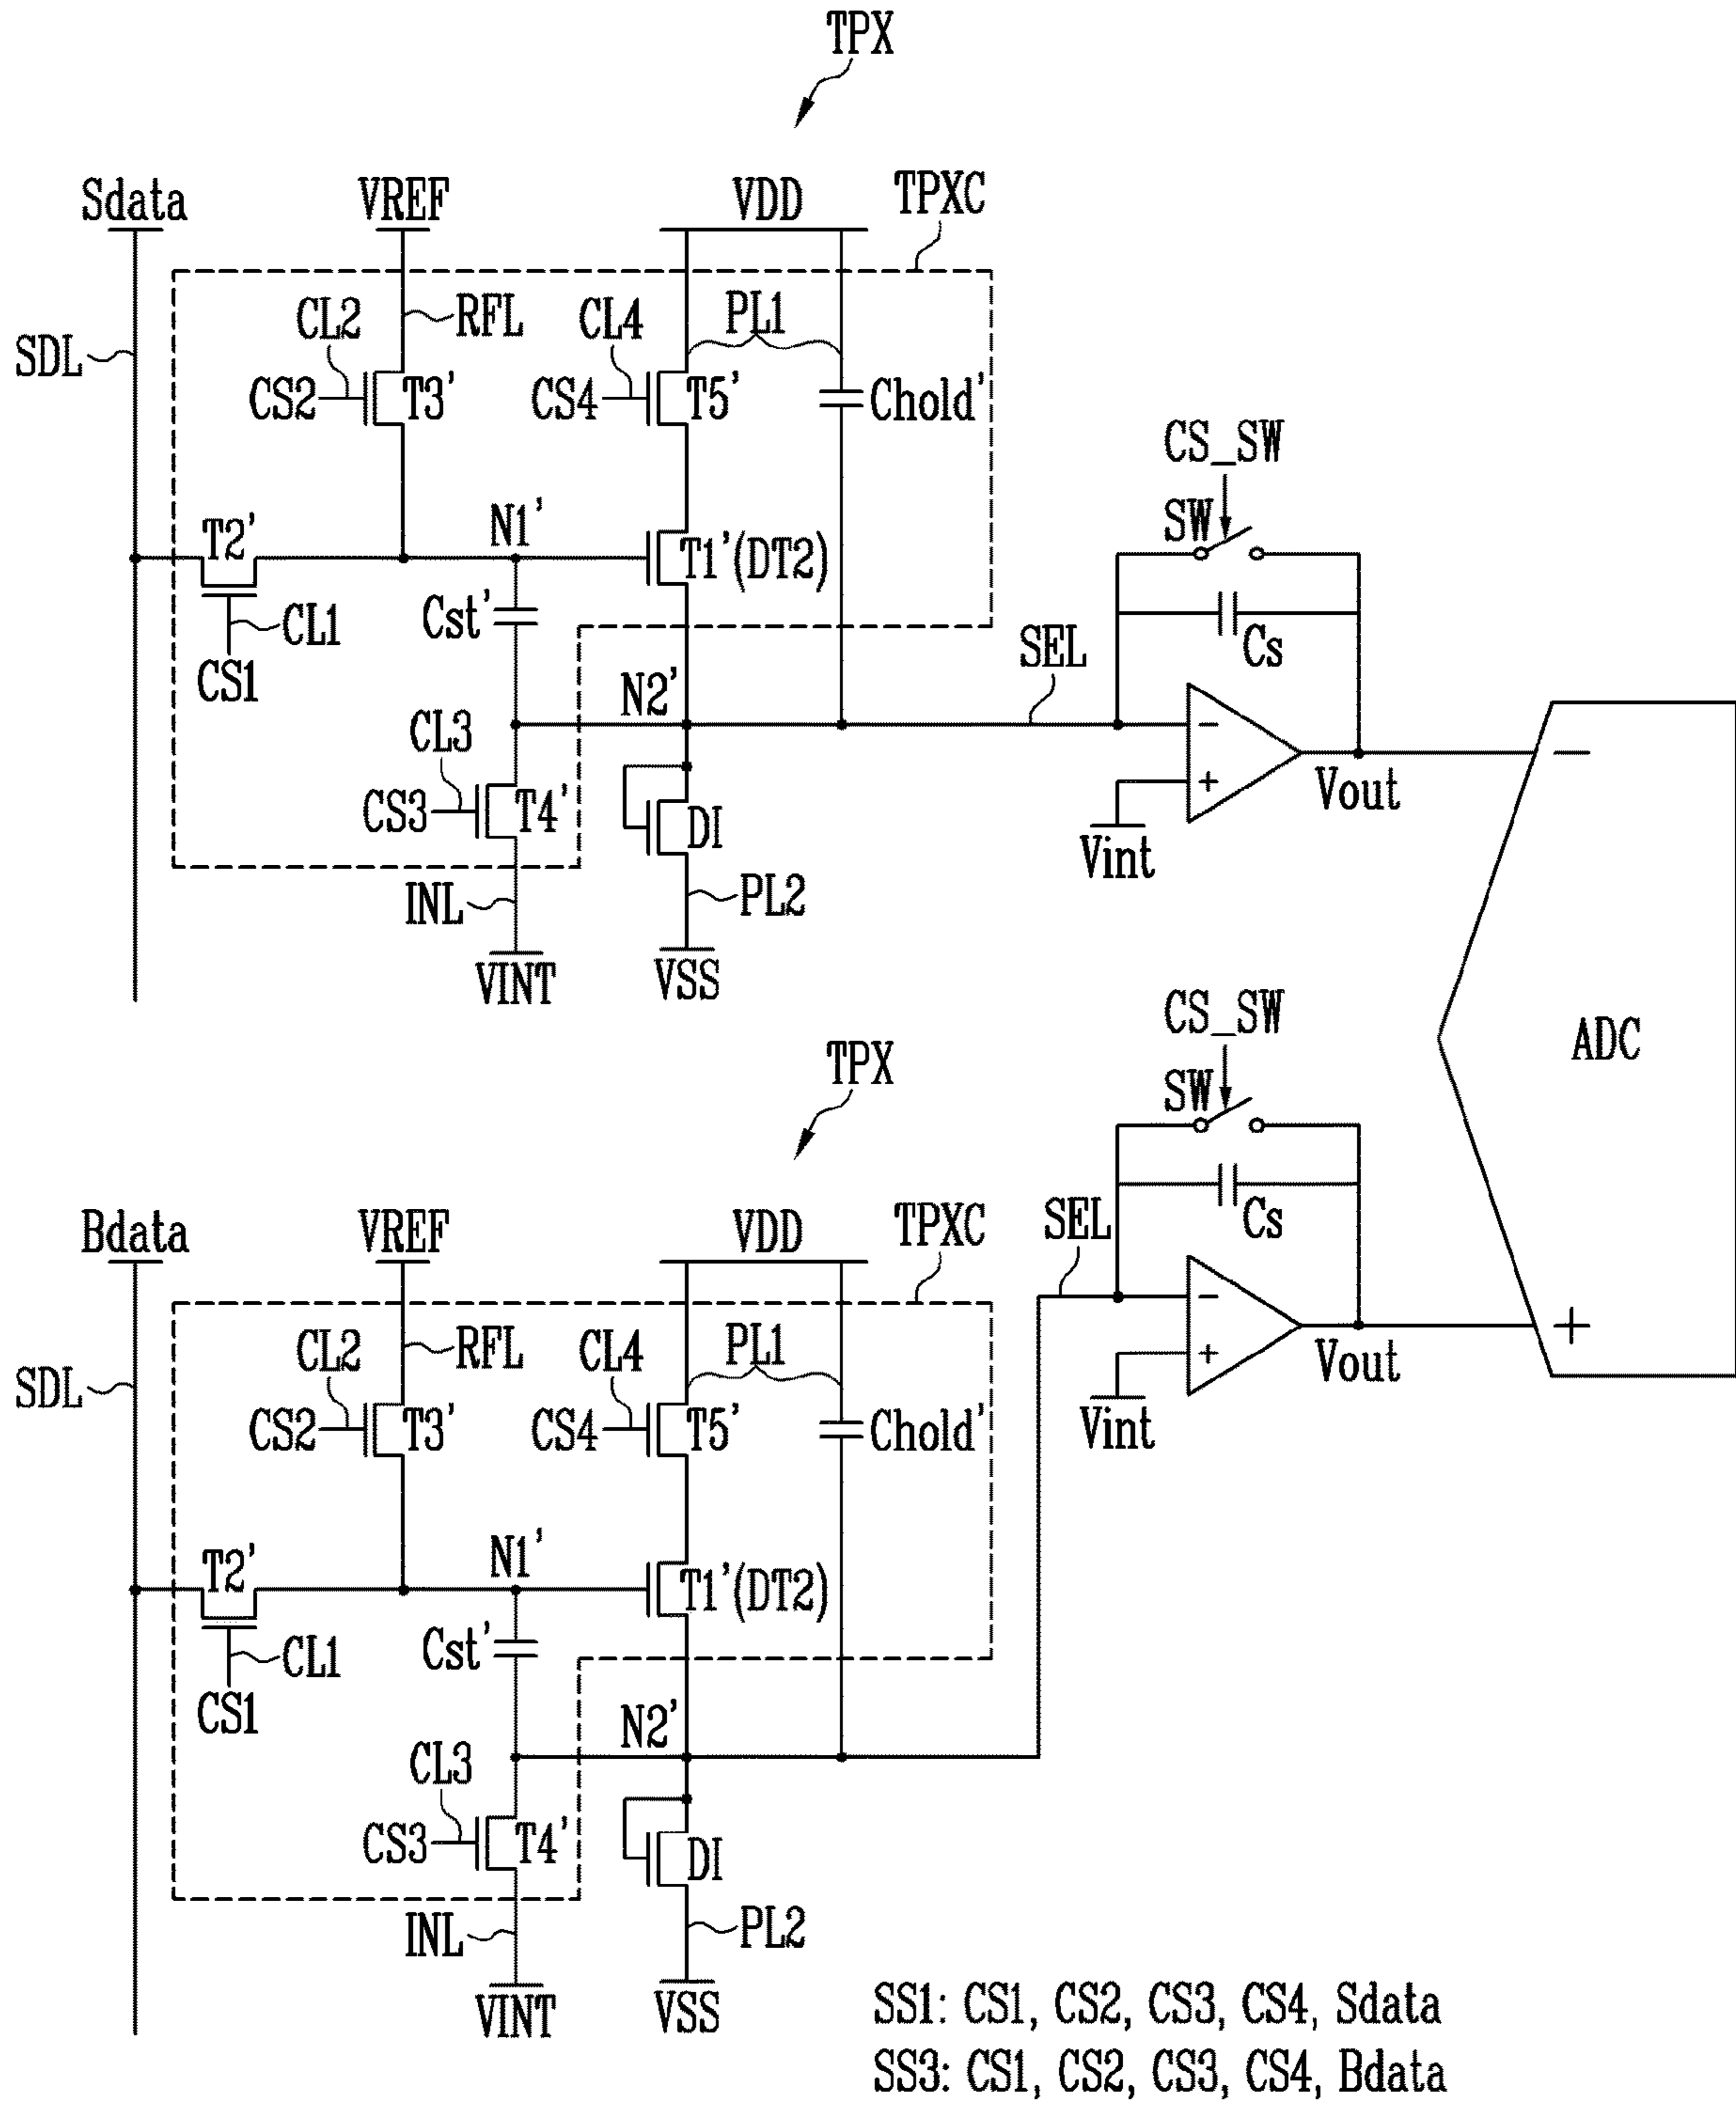 TPX
Sdata
VREF
VDD
TPXC
SDL
CL2
RFL
CL4
PL1
CS2
T3'
CS4
T5'
Chold'
CS_SW
SW
T2'
N1'
T1'(DT2)
CL1
Cst'
Cs
CS1
SEL
N2'
CL3
CS3
T4'
DI
−
+
Vout
−
Vint
INL
PL2
VINT
VSS
ADC
TPX
CS_SW
SW
Bdata
VREF
VDD
TPXC
SEL
Cs
SDL
CL2
RFL
CL4
PL1
−
+
Vout
+
Vint
CS2
T3'
CS4
T5'
Chold'
T2'
N1'
T1'(DT2)
CL1
Cst'
CS1
N2'
CL3
CS3
T4'
DI
INL
PL2
VINT
VSS
SS1: CS1, CS2, CS3, CS4, Sdata
SS3: CS1, CS2, CS3, CS4, Bdata